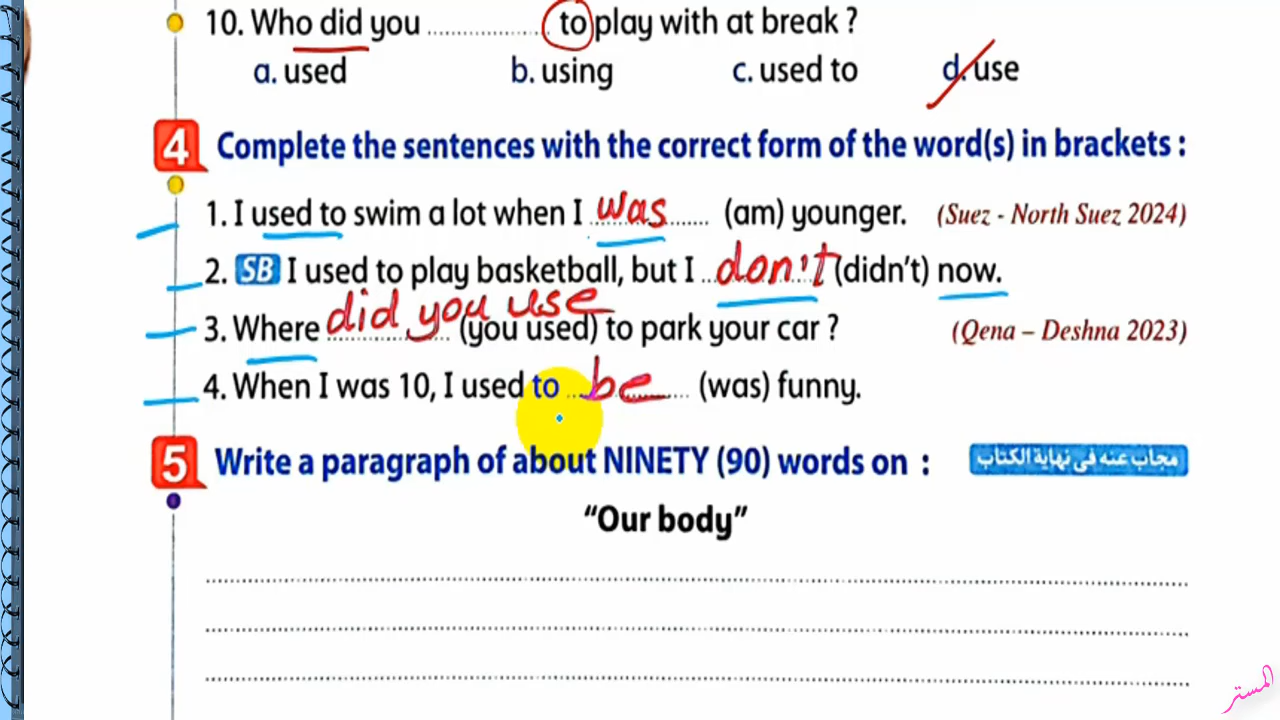 10. Who did you ............... to play with at break ?
a. used b. using c. used to d. use
4 Complete the sentences with the correct form of the word(s) in brackets :
1. I used to swim a lot when I was (am) younger. (Suez - North Suez 2024)
2. SB I used to play basketball, but I don't (didn't) now.
3. Where did you use (you used) to park your car ? (Qena – Deshna 2023)
4. When I was 10, I used to be (was) funny.
5 Write a paragraph of about NINETY (90) words on : مجاب عنه فى نهاية الكتاب
“Our body”
المستر